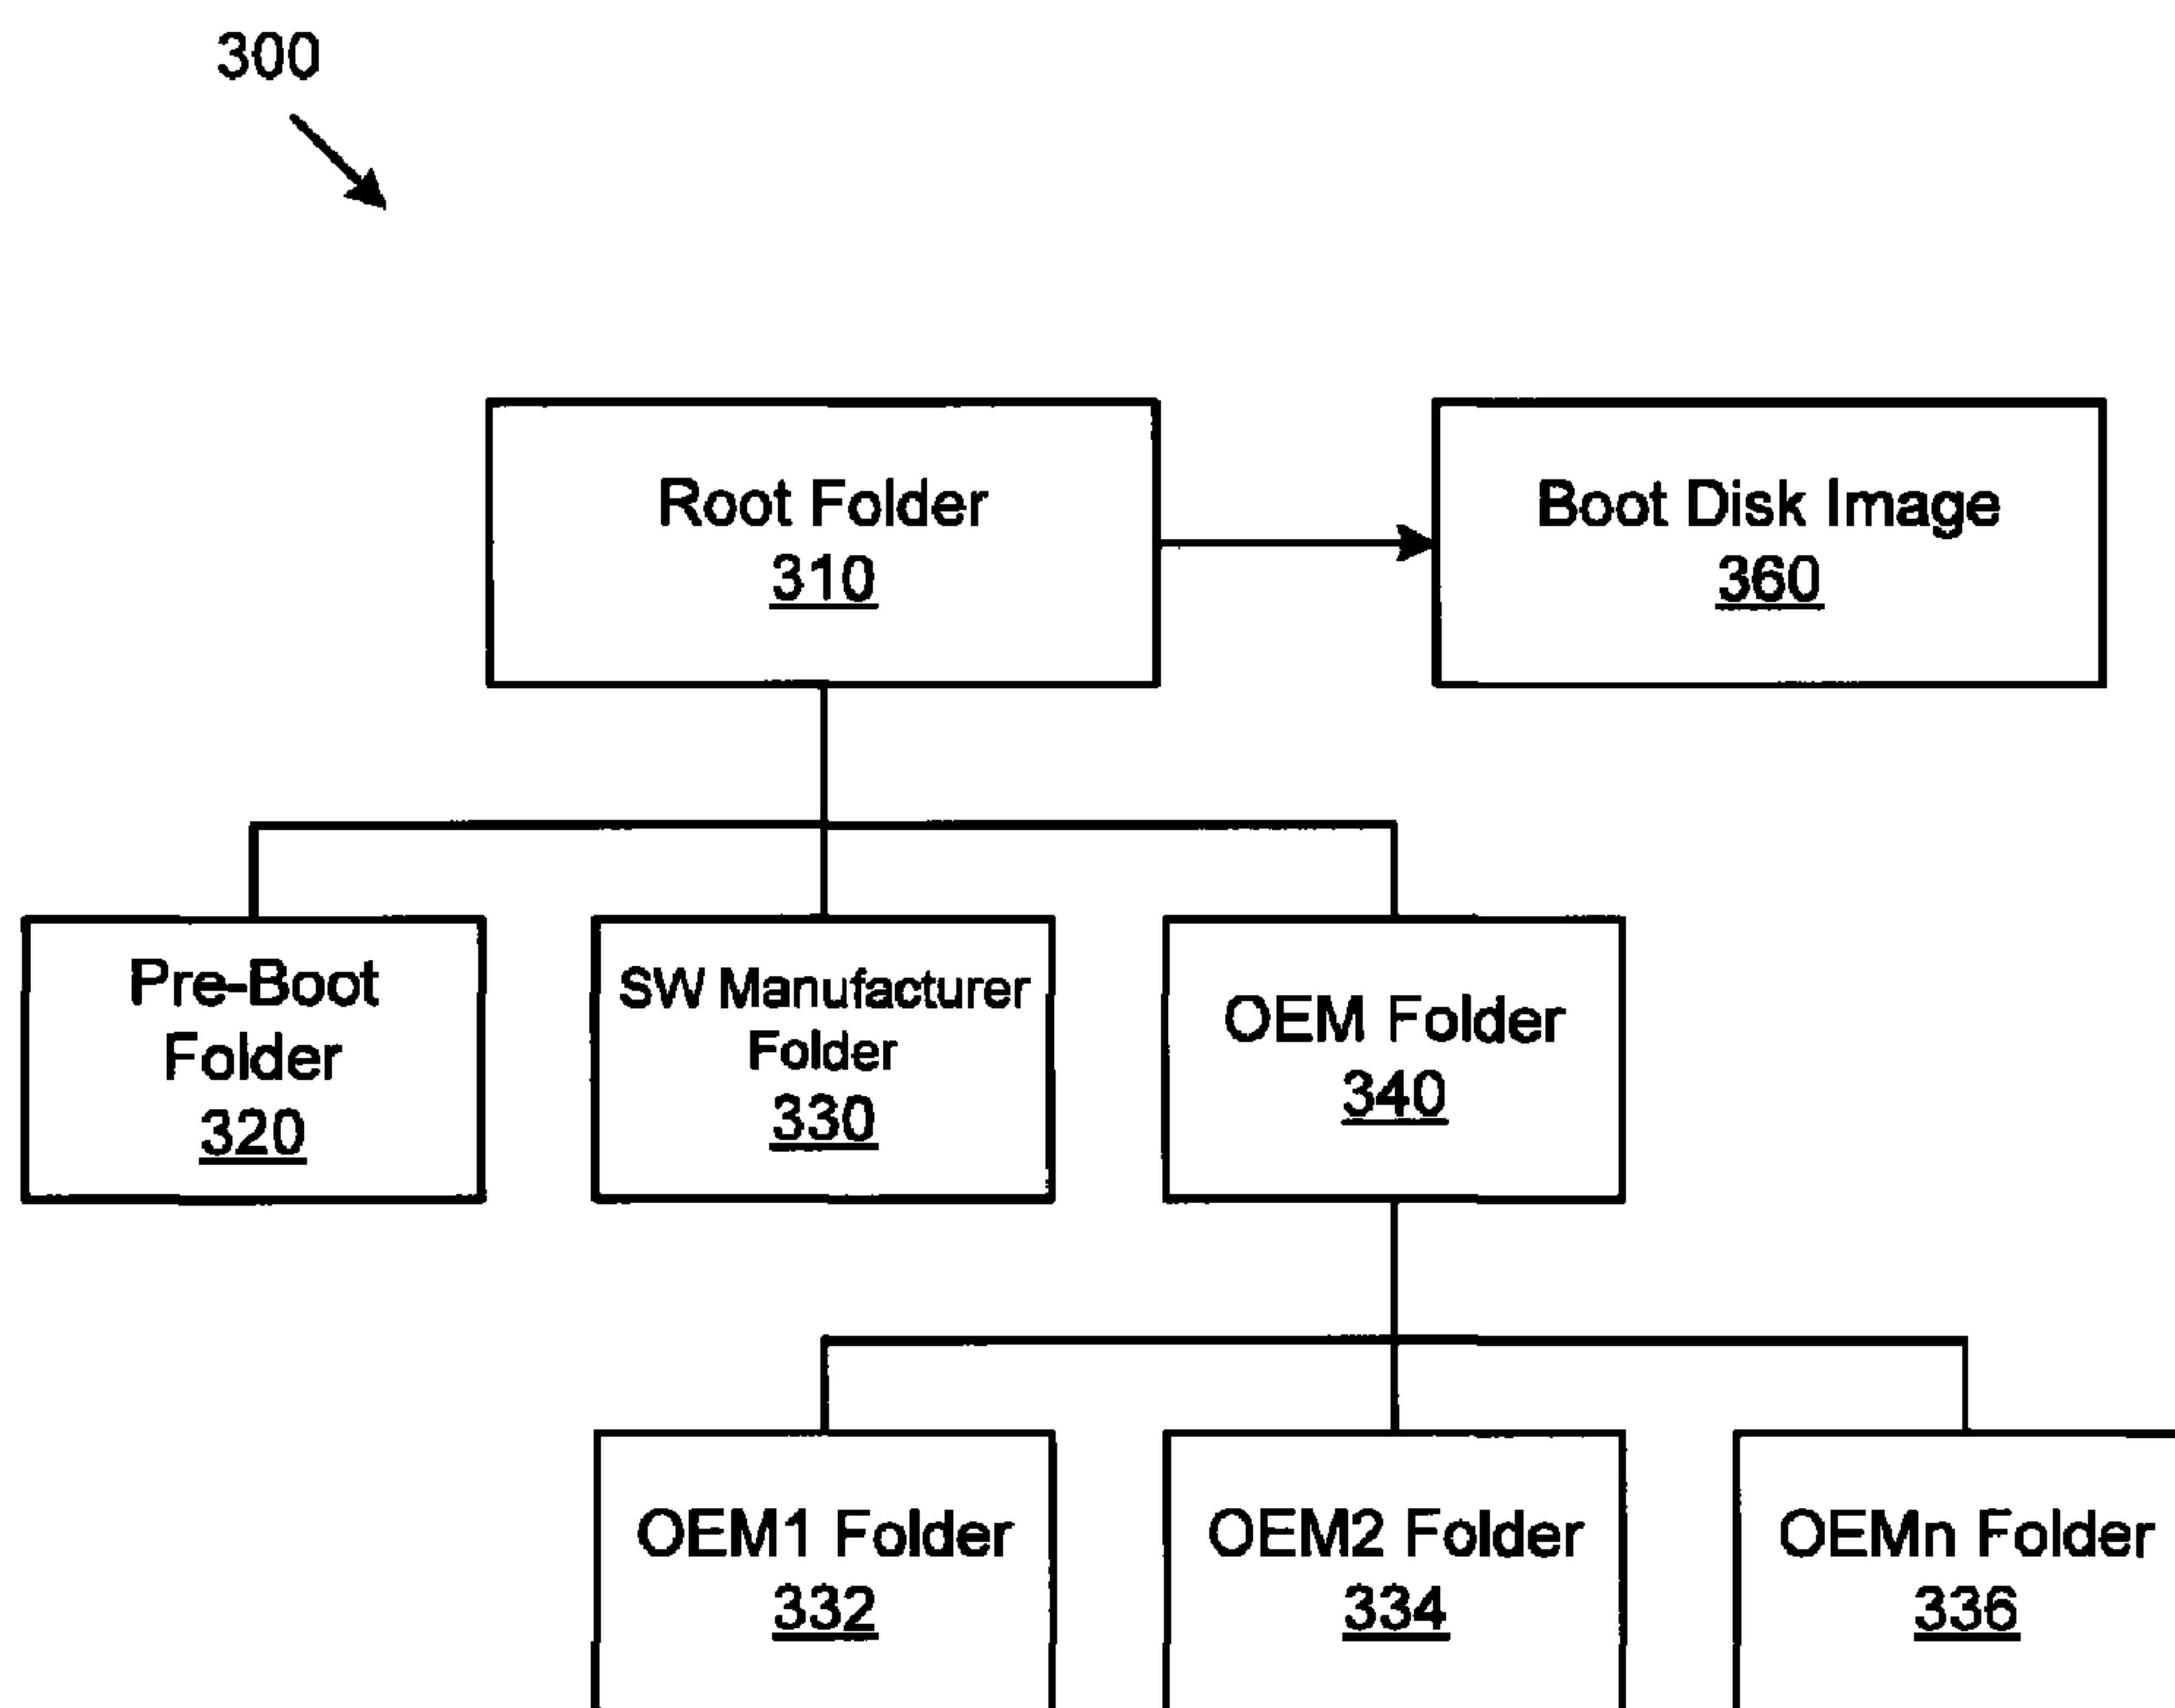 300
Root Folder
310
Boot Disk Image
360
Pre-Boot
Folder
320
SW Manufacturer
Folder
330
OEM Folder
340
OEM1 Folder
332
OEM2 Folder
334
OEMn Folder
336